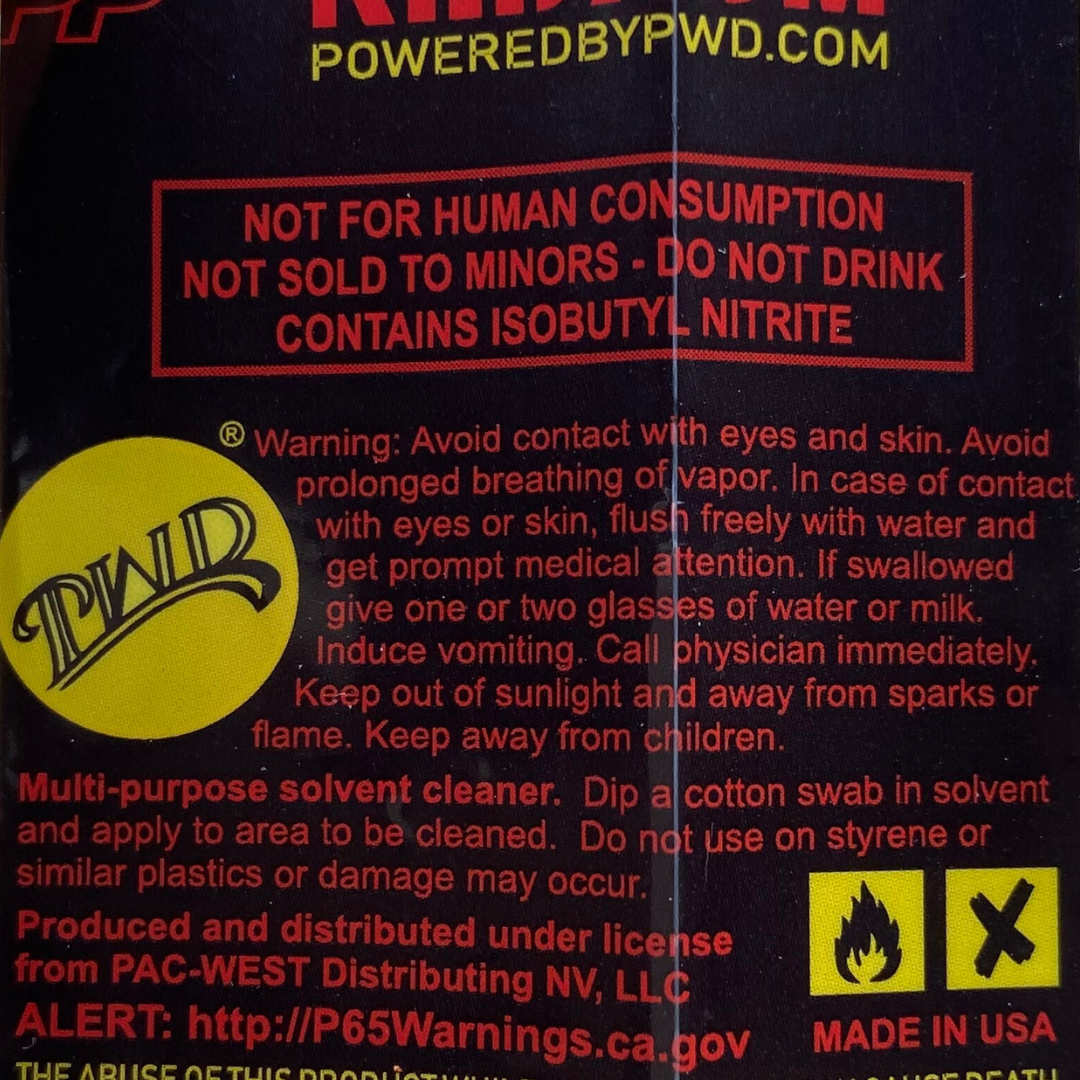 POWEREDBYPWD.COM
NOT FOR HUMAN CONSUMPTION
NOT SOLD TO MINORS - DO NOT DRINK
CONTAINS ISOBUTYL NITRITE
® Warning: Avoid contact with eyes and skin. Avoid
prolonged breathing of vapor. In case of contact
with eyes or skin, flush freely with water and
get prompt medical attention. If swallowed
give one or two glasses of water or milk.
Induce vomiting. Call physician immediately.
Keep out of sunlight and away from sparks or
flame. Keep away from children.
PWD
Multi-purpose solvent cleaner. Dip a cotton swab in solvent
and apply to area to be cleaned. Do not use on styrene or
similar plastics or damage may occur.
Produced and distributed under license
from PAC-WEST Distributing NV, LLC
ALERT: http://P65Warnings.ca.gov
MADE IN USA
THE ABUSE OF THIS PRODUCT
DEATH